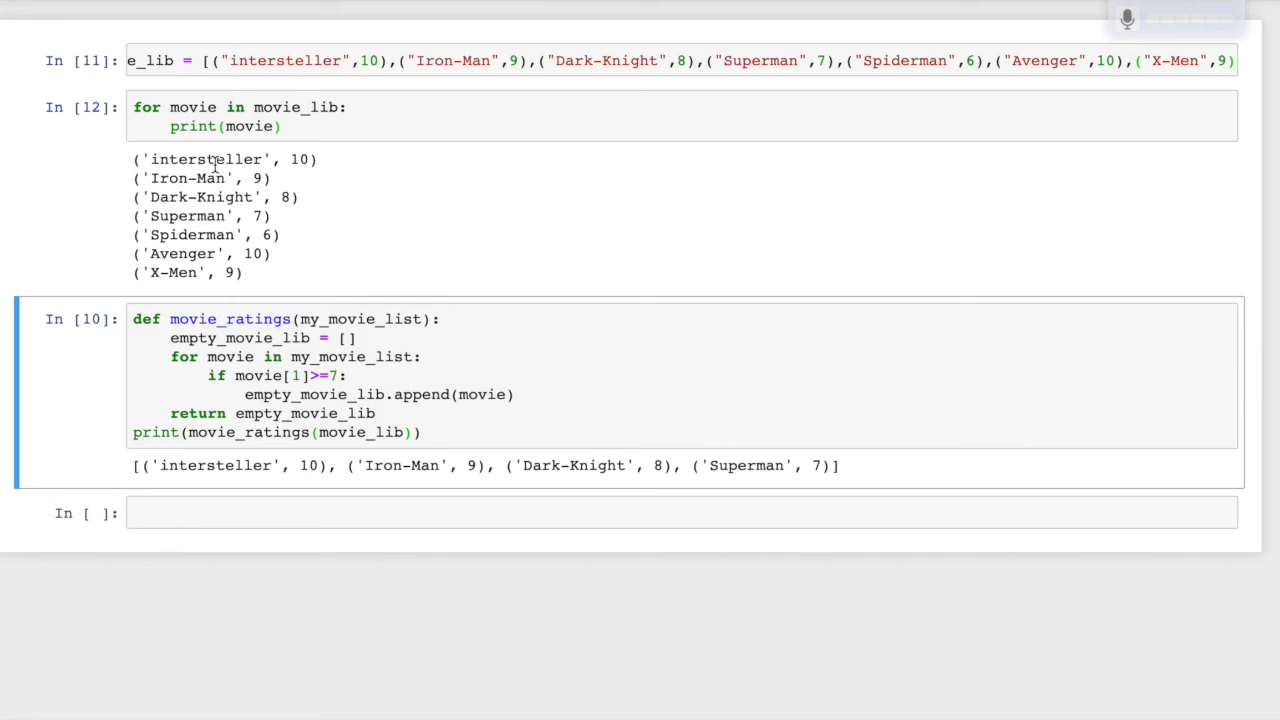 In [11]: e_lib = [("intersteller",10),("Iron-Man",9),("Dark-Knight",8),("Superman",7),("Spiderman",6),("Avenger",10),("X-Men",9)
In [12]: for movie in movie_lib:
print(movie)
('intersteller', 10)
('Iron-Man', 9)
('Dark-Knight', 8)
('Superman', 7)
('Spiderman', 6)
('Avenger', 10)
('X-Men', 9)
In [10]: def movie_ratings(my_movie_list):
empty_movie_lib = []
for movie in my_movie_list:
if movie[1]>=7:
empty_movie_lib.append(movie)
return empty_movie_lib
print(movie_ratings(movie_lib))
[('intersteller', 10), ('Iron-Man', 9), ('Dark-Knight', 8), ('Superman', 7)]
In [ ]: